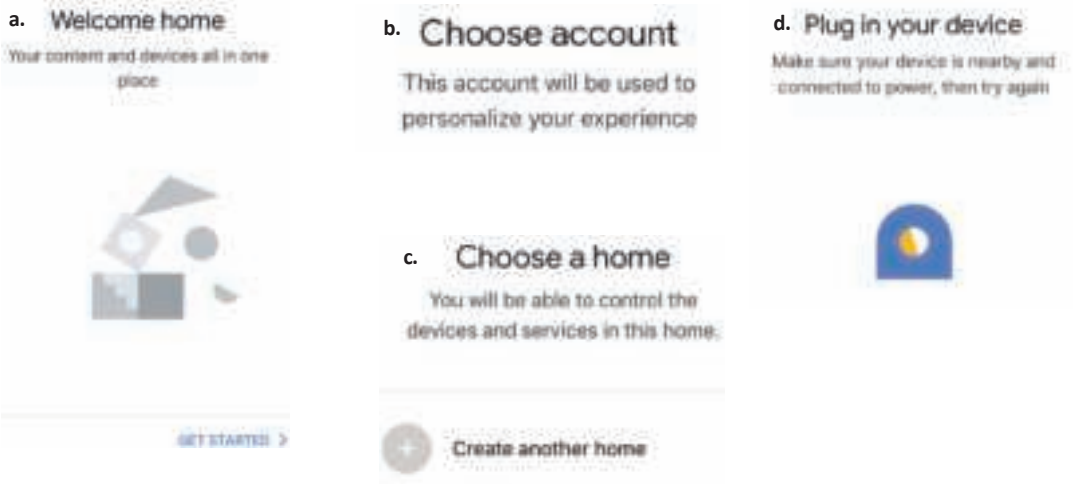 a. Welcome home
Your content and devices all in one
place
GET STARTED >
b. Choose account
This account will be used to
personalize your experience
c. Choose a home
You will be able to control the
devices and services in this home.
+ Create another home
d. Plug in your device
Make sure your device is nearby and
connected to power, then try again